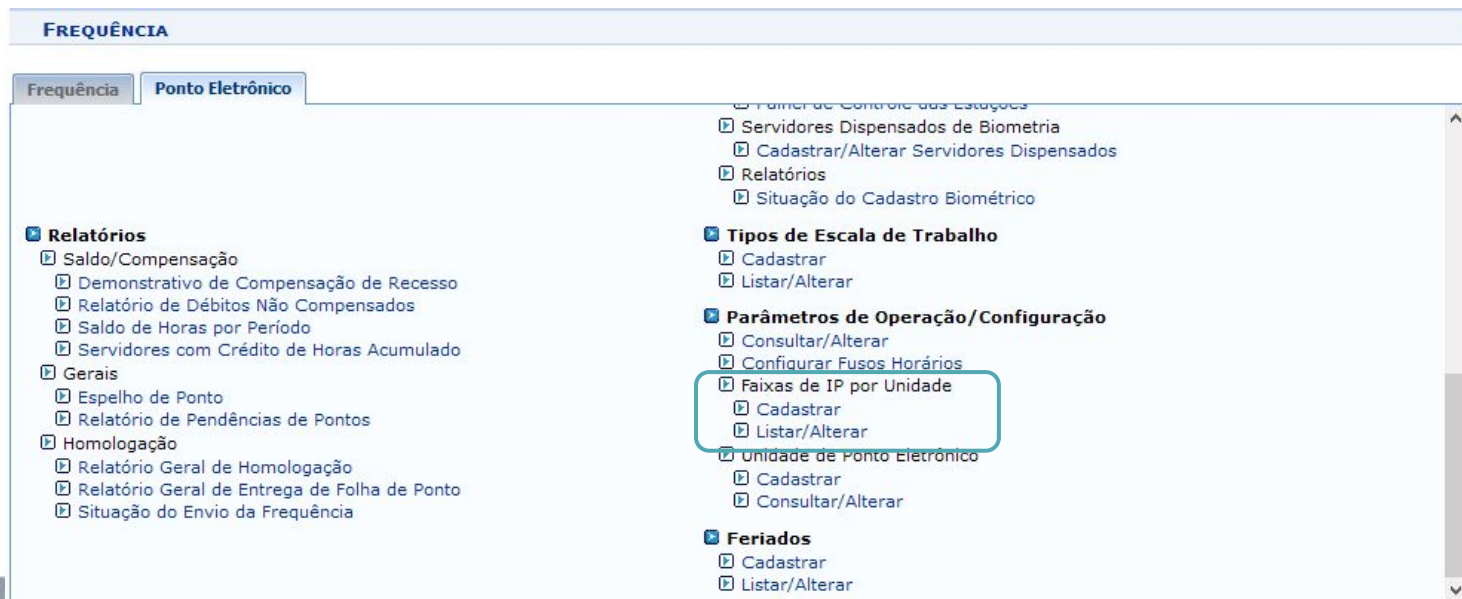 FREQUÊNCIA
Frequência
Ponto Eletrônico
Painel de Controle das Estações
Servidores Dispensados de Biometria
Cadastrar/Alterar Servidores Dispensados
Relatórios
Situação do Cadastro Biométrico
Relatórios
Saldo/Compensação
Demonstrativo de Compensação de Recesso
Relatório de Débitos Não Compensados
Saldo de Horas por Período
Servidores com Crédito de Horas Acumulado
Gerais
Espelho de Ponto
Relatório de Pendências de Pontos
Homologação
Relatório Geral de Homologação
Relatório Geral de Entrega de Folha de Ponto
Situação do Envio da Frequência
Tipos de Escala de Trabalho
Cadastrar
Listar/Alterar
Parâmetros de Operação/Configuração
Consultar/Alterar
Configurar Fusos Horários
Faixas de IP por Unidade
Cadastrar
Listar/Alterar
Unidade de Ponto Eletrônico
Cadastrar
Consultar/Alterar
Feriados
Cadastrar
Listar/Alterar